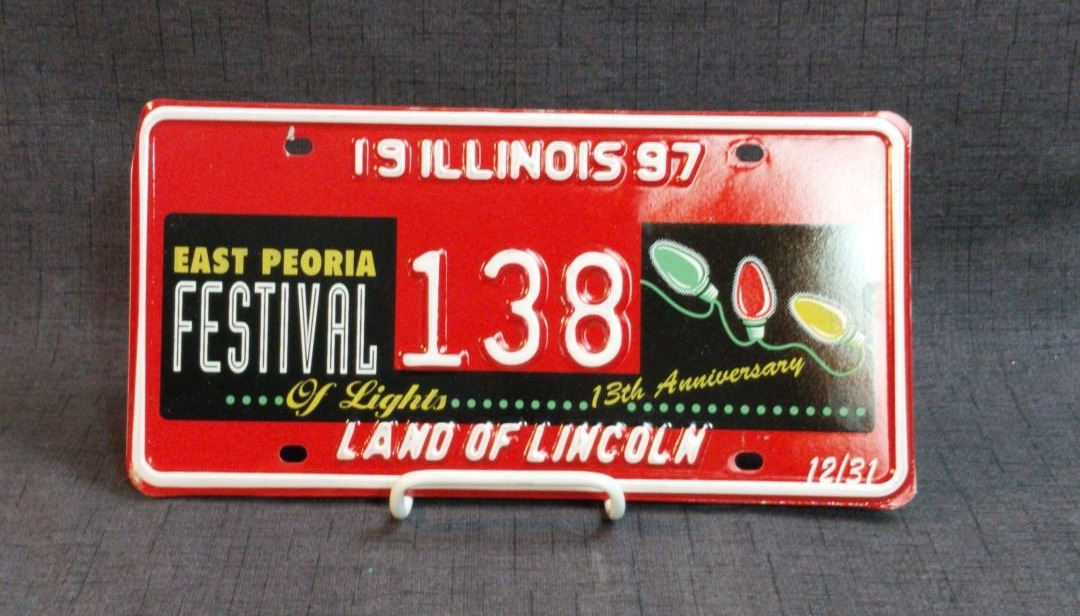 19 ILLINOIS 97
EAST PEORIA
FESTIVAL
138
Of Lights
13th Anniversary
LAND OF LINCOLN
12/31